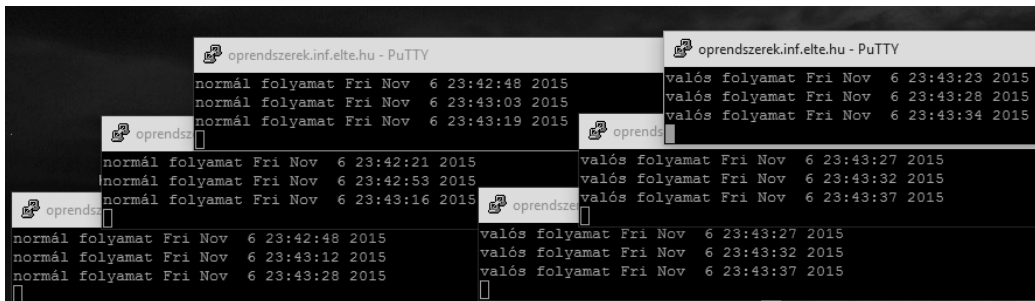 oprendszerek.inf.elte.hu - PuTTY
normál folyamat Fri Nov  6 23:42:48 2015
normál folyamat Fri Nov  6 23:43:03 2015
normál folyamat Fri Nov  6 23:43:19 2015
oprendszerek.inf.elte.hu - PuTTY
valós folyamat Fri Nov  6 23:43:23 2015
valós folyamat Fri Nov  6 23:43:28 2015
valós folyamat Fri Nov  6 23:43:34 2015
oprendsz
normál folyamat Fri Nov  6 23:42:21 2015
normál folyamat Fri Nov  6 23:42:53 2015
normál folyamat Fri Nov  6 23:43:16 2015
oprends
valós folyamat Fri Nov  6 23:43:27 2015
valós folyamat Fri Nov  6 23:43:32 2015
valós folyamat Fri Nov  6 23:43:37 2015
oprendsz
normál folyamat Fri Nov  6 23:42:48 2015
normál folyamat Fri Nov  6 23:43:12 2015
normál folyamat Fri Nov  6 23:43:28 2015
oprendszer
valós folyamat Fri Nov  6 23:43:27 2015
valós folyamat Fri Nov  6 23:43:32 2015
valós folyamat Fri Nov  6 23:43:37 2015